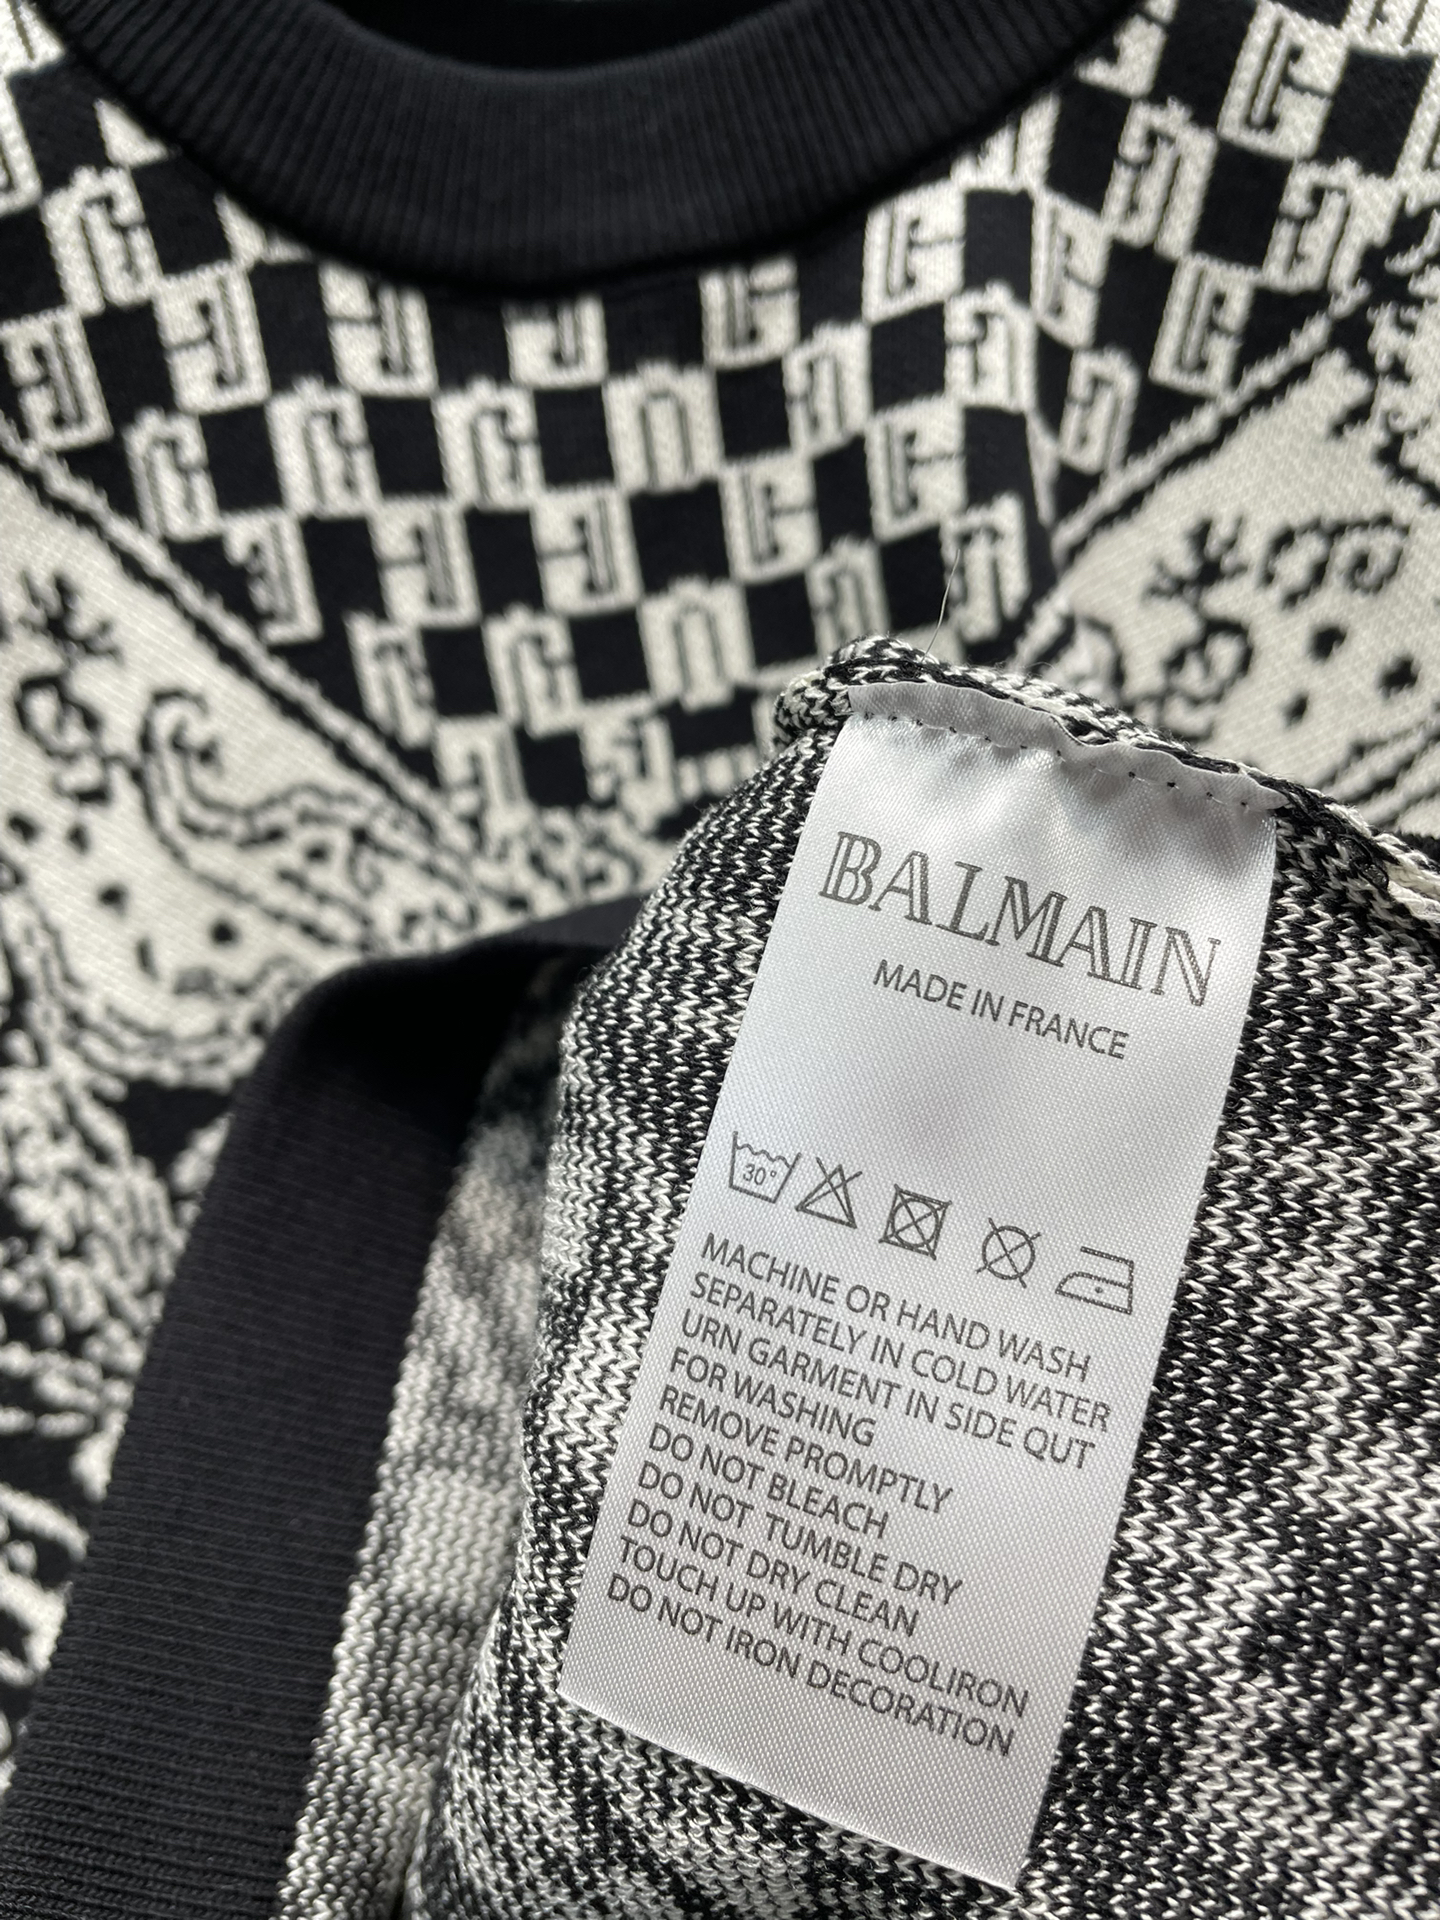 BALMAIN
MADE IN FRANCE
30°
MACHINE OR HAND WASH
SEPARATELY IN COLD WATER
URN GARMENT IN SIDE QUT
FOR WASHING
REMOVE PROMPTLY
DO NOT BLEACH
DO NOT TUMBLE DRY
DO NOT DRY CLEAN
TOUCH UP WITH COOLIRON
DO NOT IRON DECORATION